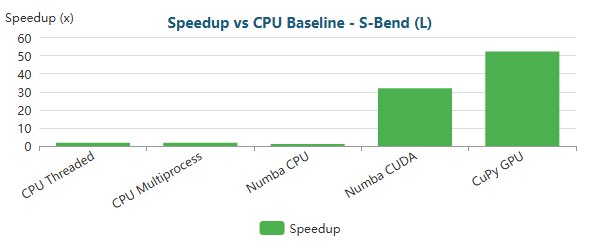 Speedup (x)
Speedup vs CPU Baseline - S-Bend (L)
60
50
40
30
20
10
0
CPU Threaded
CPU Multiprocess
Numba CPU
Numba CUDA
CuPy GPU
Speedup